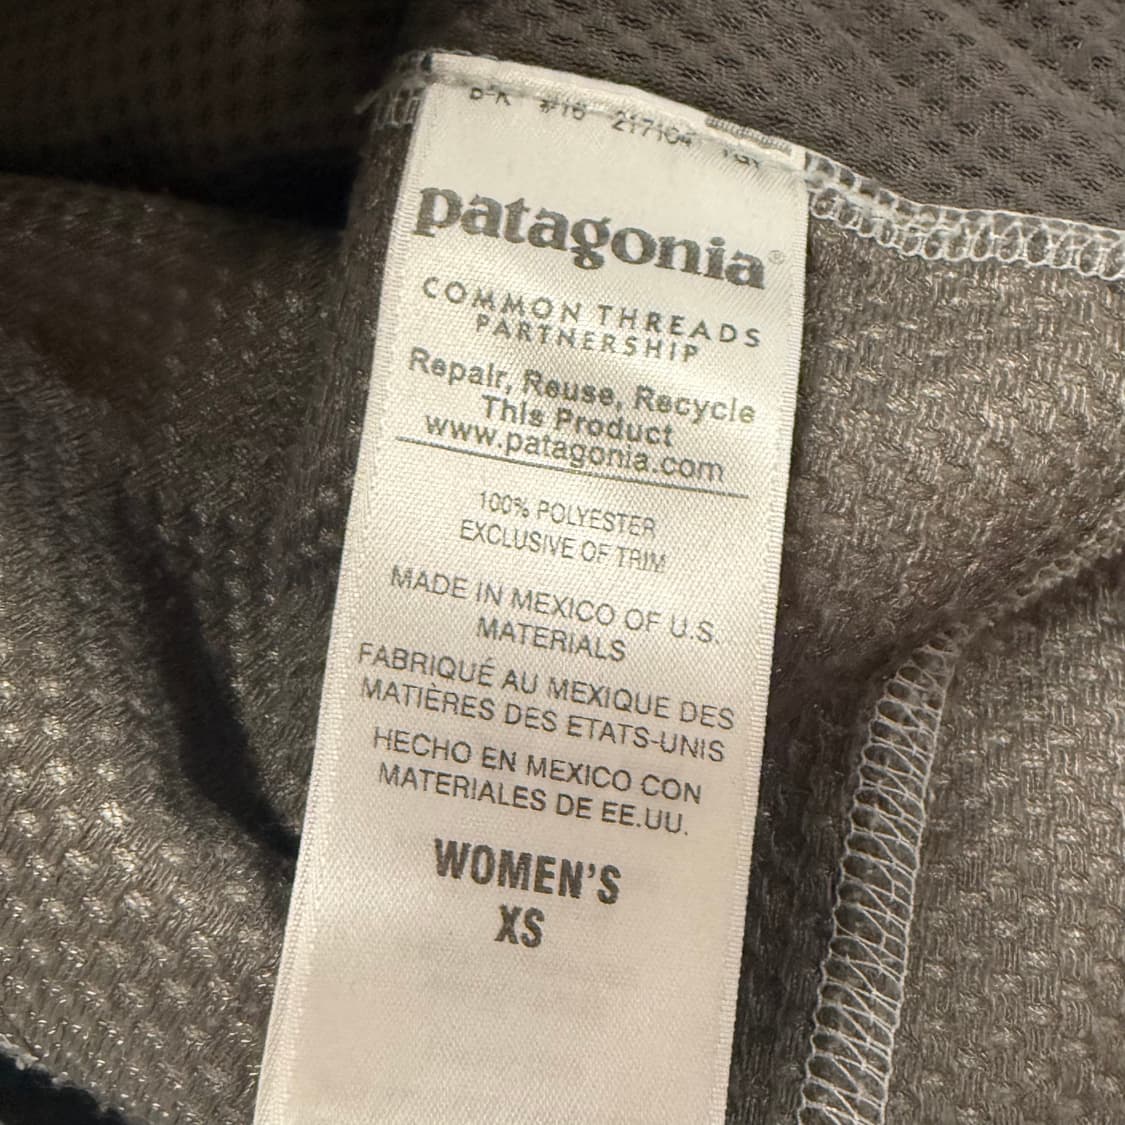 #16 217104
patagonia®
COMMON THREADS
PARTNERSHIP
Repair, Reuse, Recycle
This Product
www.patagonia.com
100% POLYESTER
EXCLUSIVE OF TRIM
MADE IN MEXICO OF U.S.
MATERIALS
FABRIQUÉ AU MEXIQUE DES
MATIÈRES DES ETATS-UNIS
HECHO EN MEXICO CON
MATERIALES DE EE.UU.
WOMEN'S
XS